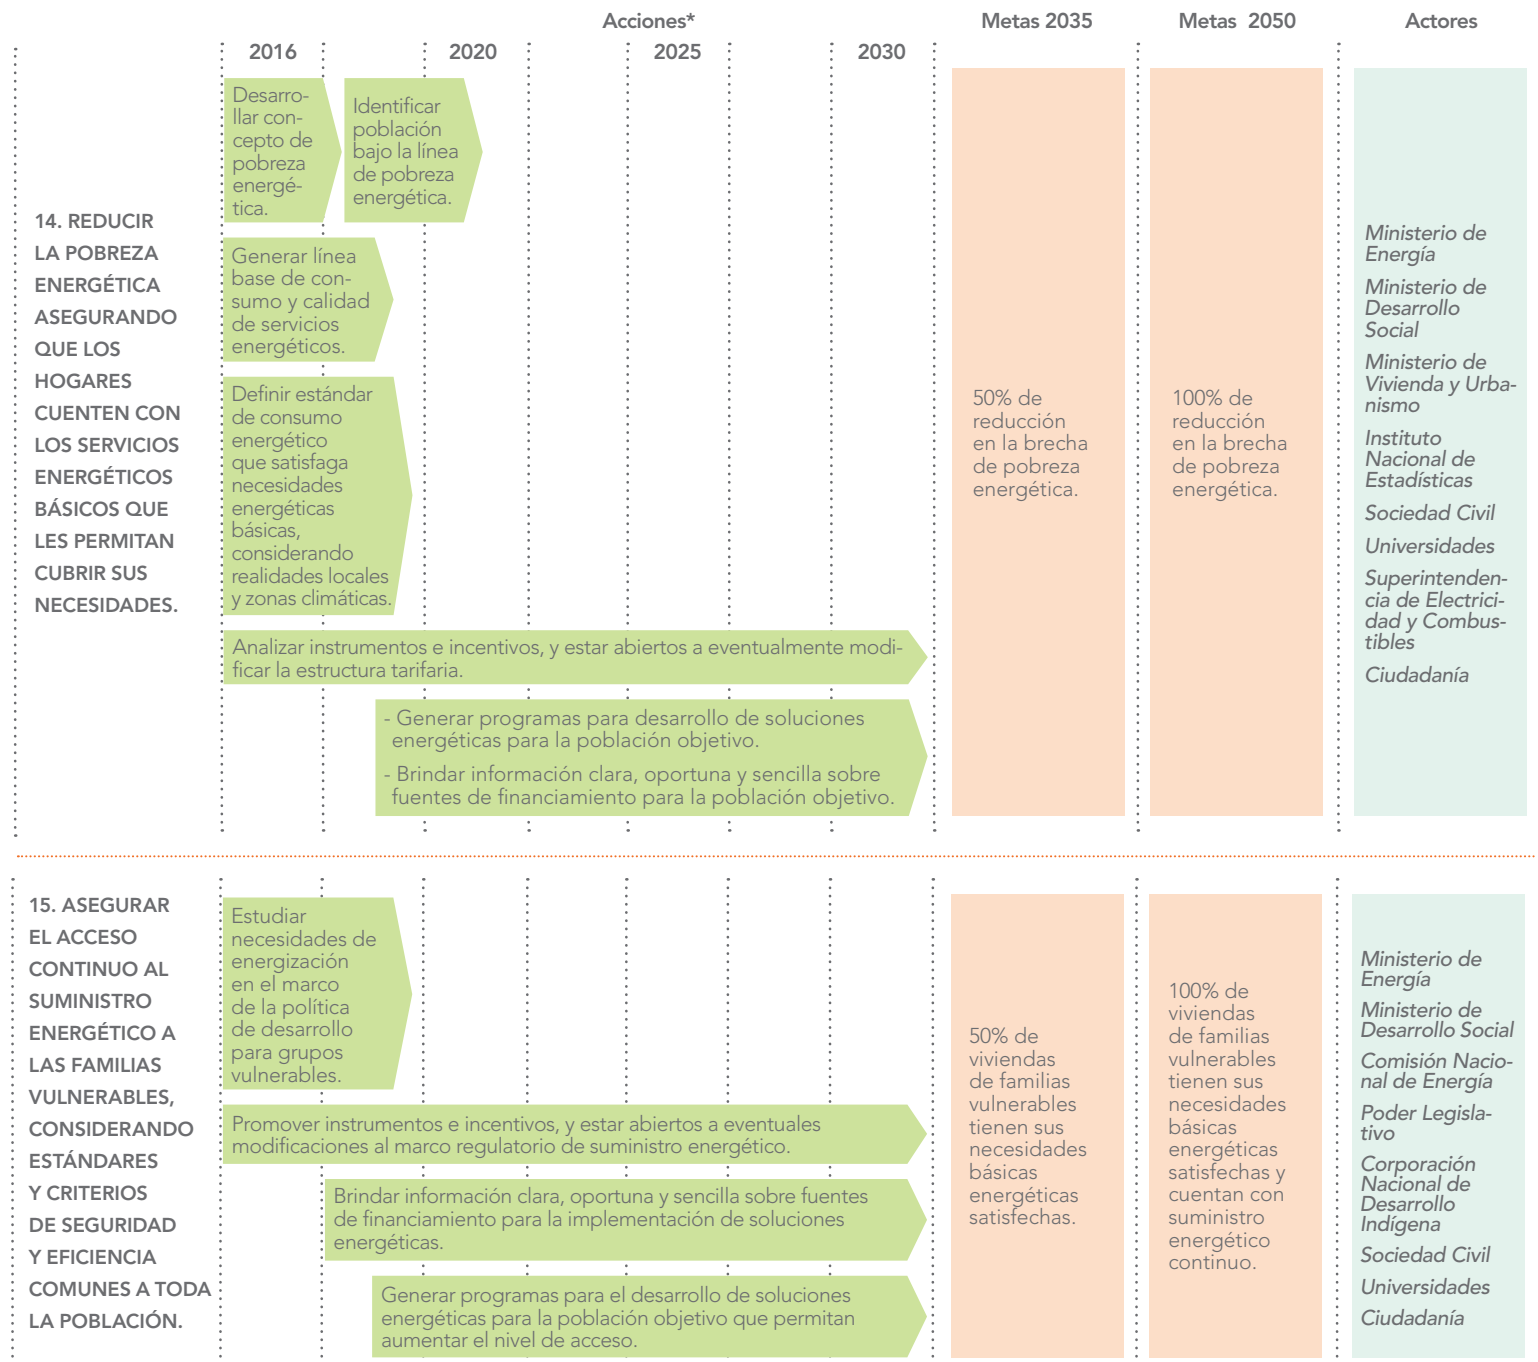 Acciones*
Metas 2035
Metas 2050
Actores
2016
2020
2025
2030
14. REDUCIR
LA POBREZA
ENERGÉTICA
ASEGURANDO
QUE LOS
HOGARES
CUENTEN CON
LOS SERVICIOS
ENERGÉTICOS
BÁSICOS QUE
LES PERMITAN
CUBRIR SUS
NECESIDADES.
Desarro-
llar con-
cepto de
pobreza
energé-
tica.
Identificar
población
bajo la línea
de pobreza
energética.
Generar línea
base de con-
sumo y calidad
de servicios
energéticos.
Definir estándar
de consumo
energético
que satisfaga
necesidades
energéticas
básicas,
considerando
realidades locales
y zonas climáticas.
Analizar instrumentos e incentivos, y estar abiertos a eventualmente modi-
ficar la estructura tarifaria.
- Generar programas para desarrollo de soluciones
energéticas para la población objetivo.
- Brindar información clara, oportuna y sencilla sobre
fuentes de financiamiento para la población objetivo.
50% de
reducción
en la brecha
de pobreza
energética.
100% de
reducción
en la brecha
de pobreza
energética.
Ministerio de
Energía
Ministerio de
Desarrollo
Social
Ministerio de
Vivienda y Urba-
nismo
Instituto
Nacional de
Estadísticas
Sociedad Civil
Universidades
Superintenden-
cia de Electrici-
dad y Combus-
tibles
Ciudadanía
15. ASEGURAR
EL ACCESO
CONTINUO AL
SUMINISTRO
ENERGÉTICO A
LAS FAMILIAS
VULNERABLES,
CONSIDERANDO
ESTÁNDARES
Y CRITERIOS
DE SEGURIDAD
Y EFICIENCIA
COMUNES A TODA
LA POBLACIÓN.
Estudiar
necesidades de
energización
en el marco
de la política
de desarrollo
para grupos
vulnerables.
Promover instrumentos e incentivos, y estar abiertos a eventuales
modificaciones al marco regulatorio de suministro energético.
Brindar información clara, oportuna y sencilla sobre fuentes
de financiamiento para la implementación de soluciones
energéticas.
Generar programas para el desarrollo de soluciones
energéticas para la población objetivo que permitan
aumentar el nivel de acceso.
50% de
viviendas
de familias
vulnerables
tienen sus
necesidades
básicas
energéticas
satisfechas.
100% de
viviendas
de familias
vulnerables
tienen sus
necesidades
básicas
energéticas
satisfechas y
cuentan con
suministro
energético
continuo.
Ministerio de
Energía
Ministerio de
Desarrollo Social
Comisión Nacio-
nal de Energía
Poder Legisla-
tivo
Corporación
Nacional de
Desarrollo
Indígena
Sociedad Civil
Universidades
Ciudadanía